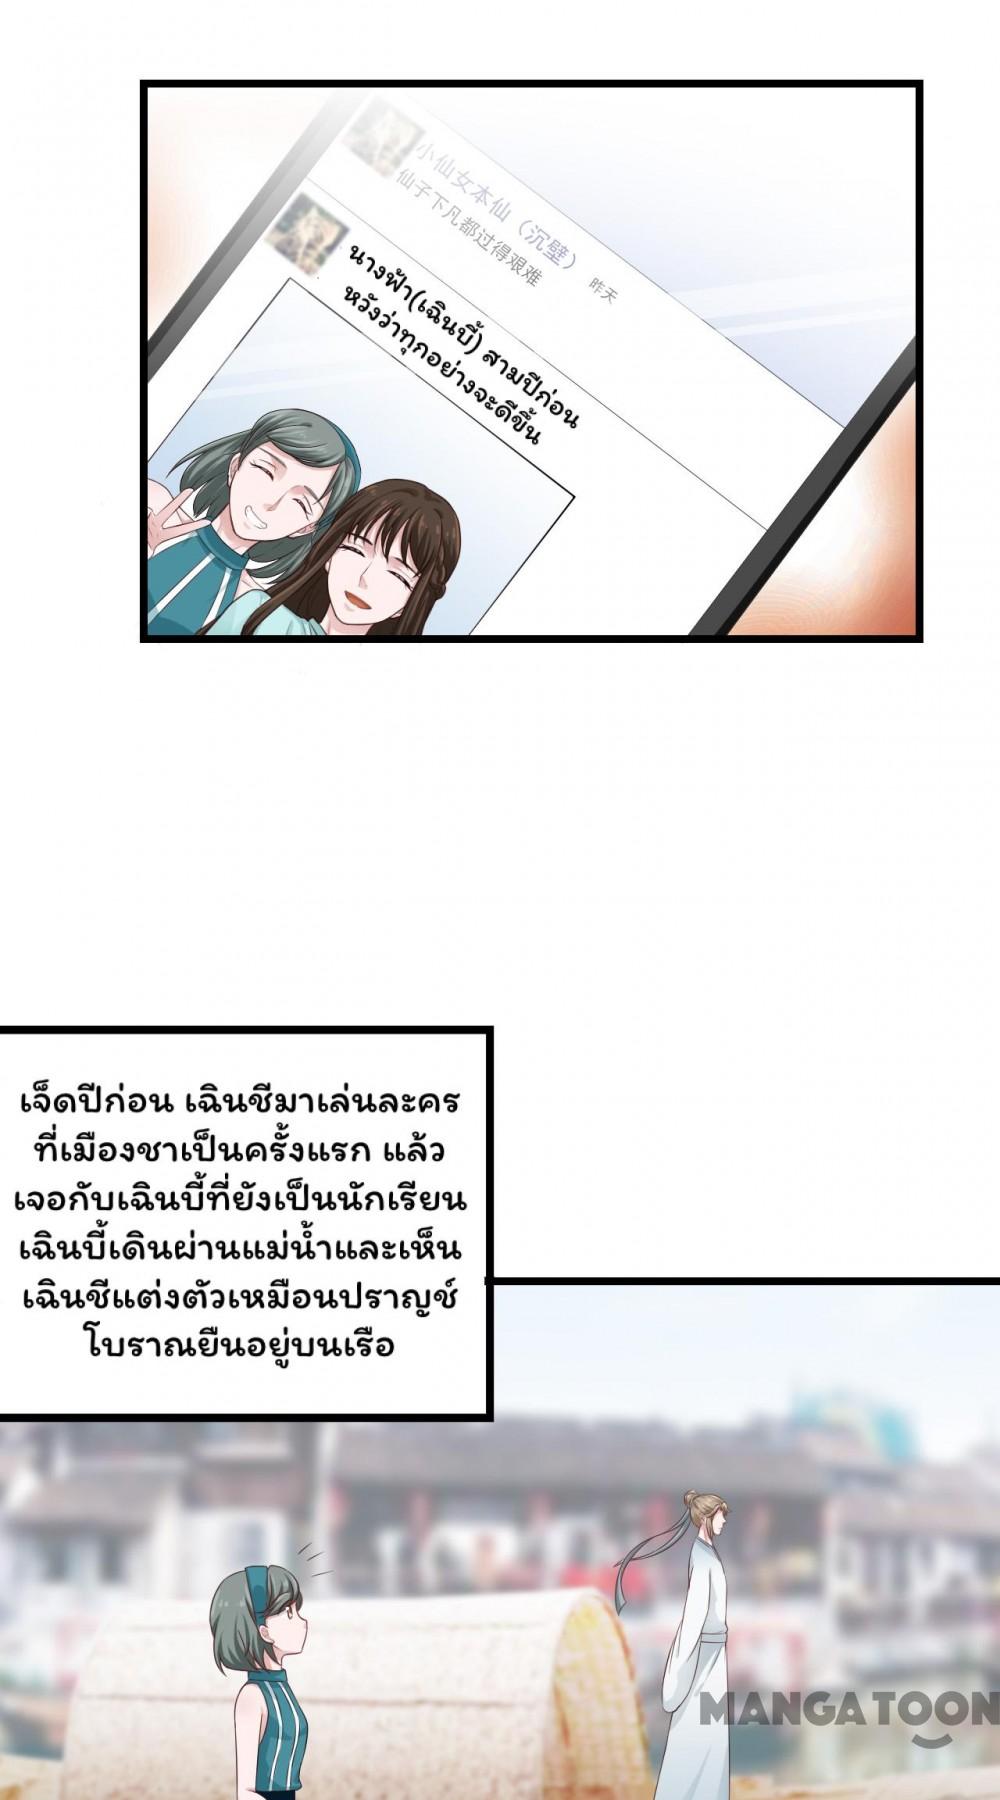 小仙女本仙（沉壁）
仙子下凡都过得艰难
昨天
นางฟ้า(เฉินบี้) สามปีก่อน
หวังว่าทุกอย่างจะดีขึ้น
เจ็ดปีก่อน เฉินชีมาเล่นละคร
ที่เมืองชาเป็นครั้งแรก แล้ว
เจอกับเฉินบี้ที่ยังเป็นนักเรียน
เฉินบี้เดินผ่านแม่น้ำและเห็น
เฉินชีแต่งตัวเหมือนปราญช์
โบราณยืนอยู่บนเรือ
MANGATOON